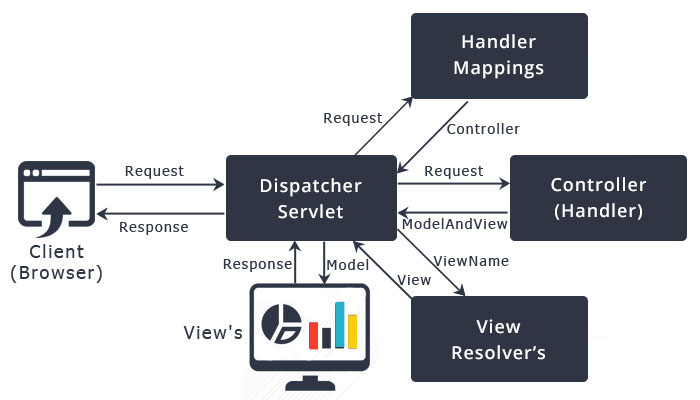 Handler
Mappings
Request
Controller
Request
Dispatcher
Servlet
Request
Controller
(Handler)
Response
ModelAndView
Client
(Browser)
Response
Model
View
ViewName
View's
View
Resolver’s